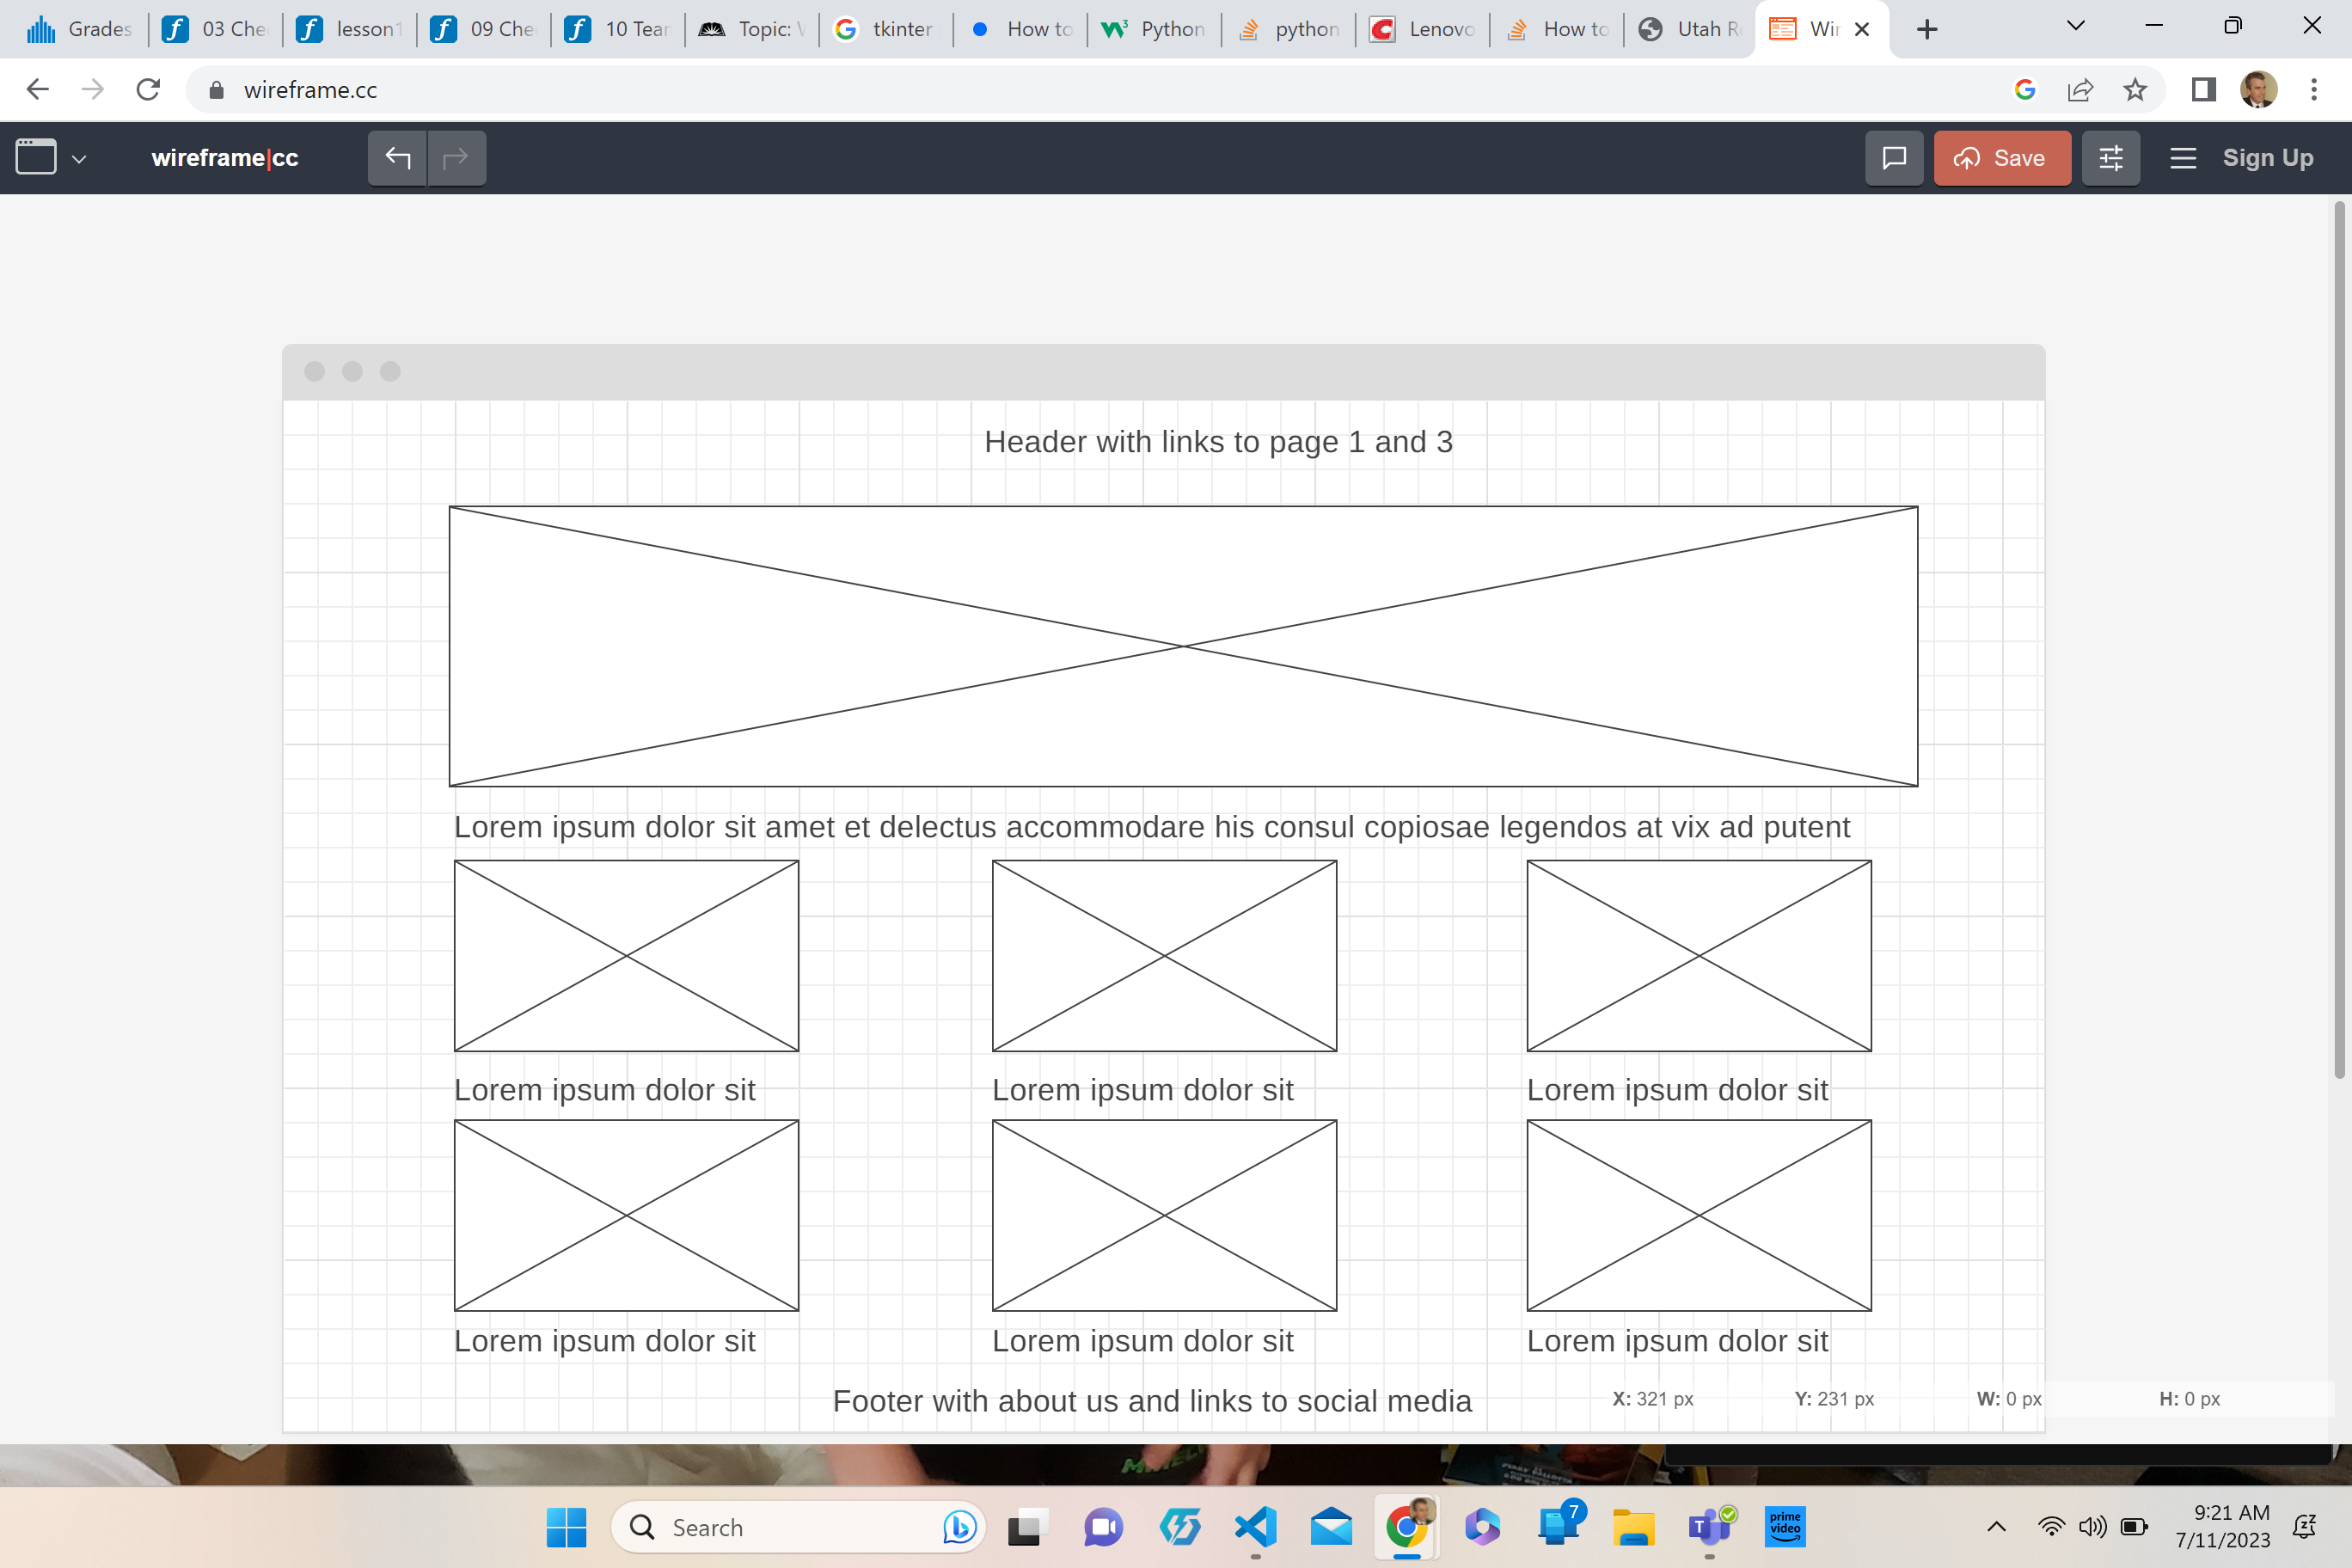 Grades
03 Che
lesson1
09 Che
10 Tear
Topic: W
tkinter
How to
Python
python
Lenovo
How to
Utah R
Wir
wireframe.cc
wireframe|cc
Save
Sign Up
Header with links to page 1 and 3
Lorem ipsum dolor sit amet et delectus accommodare his consul copiosae legendos at vix ad putent
Lorem ipsum dolor sit
Lorem ipsum dolor sit
Lorem ipsum dolor sit
Lorem ipsum dolor sit
Lorem ipsum dolor sit
Lorem ipsum dolor sit
Footer with about us and links to social media
X: 321 px
Y: 231 px
W: 0 px
H: 0 px
Search
7
prime
video
9:21 AM
7/11/2023